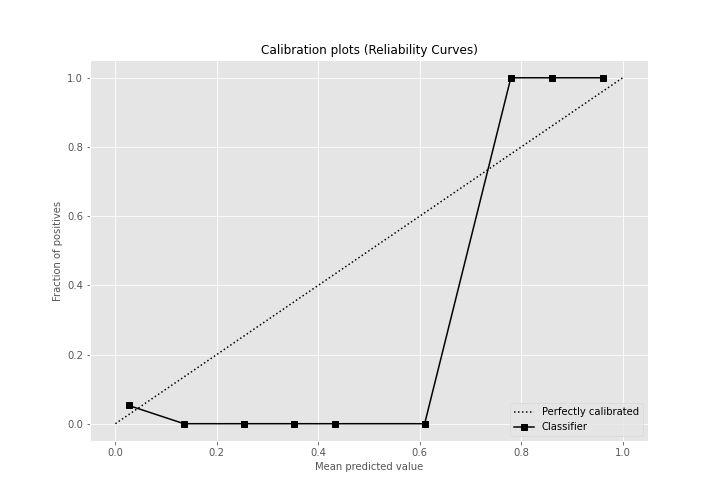 Calibration plots (Reliability Curves)
1.0
0.8
0.6
0.4
0.2
0.0
Fraction of positives
0.0 0.2 0.4 0.6 0.8 1.0
Mean predicted value
Perfectly calibrated
Classifier